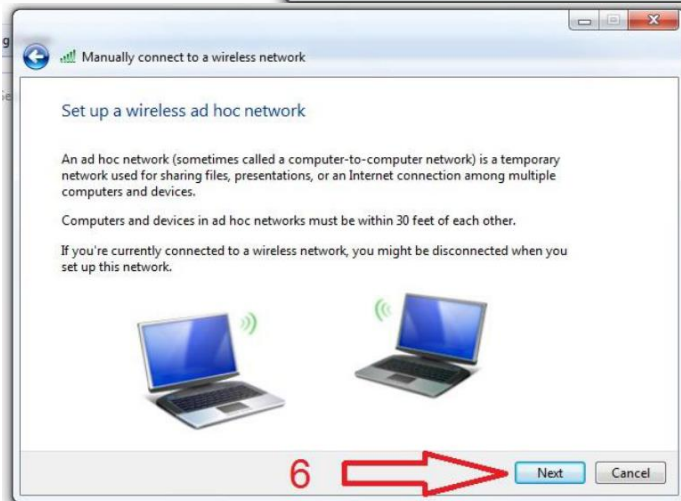 g
Manually connect to a wireless network
Set up a wireless ad hoc network
An ad hoc network (sometimes called a computer-to-computer network) is a temporary
network used for sharing files, presentations, or an Internet connection among multiple
computers and devices.
Computers and devices in ad hoc networks must be within 30 feet of each other.
If you're currently connected to a wireless network, you might be disconnected when you
set up this network.
6
Next Cancel